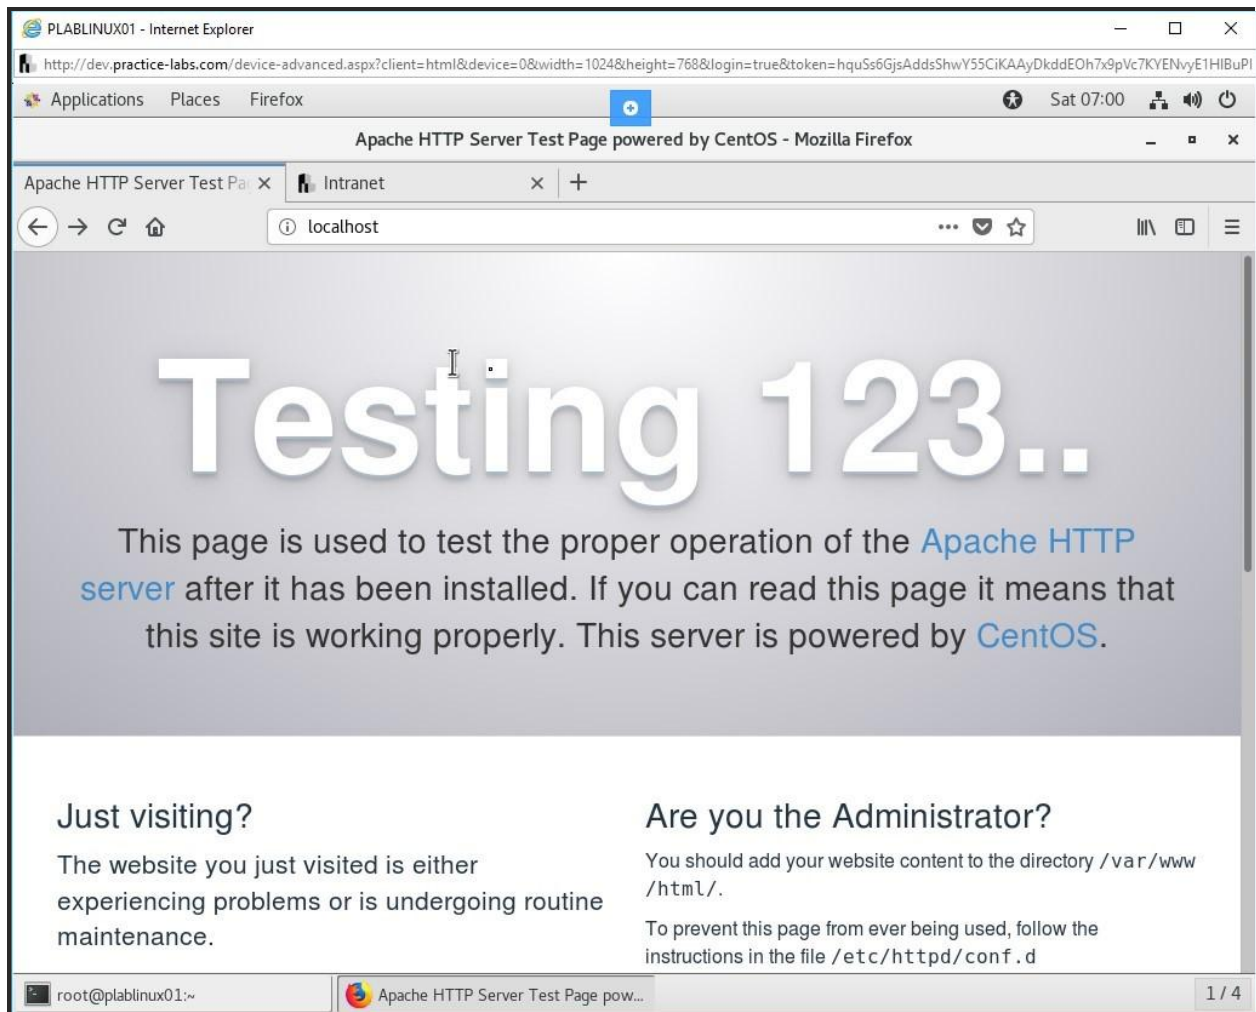 PLABLINUX01 - Internet Explorer
http://dev.practice-labs.com/device-advanced.aspx?client=html&device=0&width=1024&height=768&login=true&token=hquSs6GjsAddsShwY55CiKAAyDkddEOh7x9pVc7KYENvyE1HIBuPl
Applications Places Firefox Sat 07:00
Apache HTTP Server Test Page powered by CentOS - Mozilla Firefox
Apache HTTP Server Test Pa Intranet
localhost
Testing 123..
This page is used to test the proper operation of the Apache HTTP
server after it has been installed. If you can read this page it means that
this site is working properly. This server is powered by CentOS.
Just visiting?
The website you just visited is either
experiencing problems or is undergoing routine
maintenance.
Are you the Administrator?
You should add your website content to the directory /var/www
/html/.
To prevent this page from ever being used, follow the
instructions in the file /etc/httpd/conf.d
root@plablinux01:~ Apache HTTP Server Test Page pow... 1 / 4